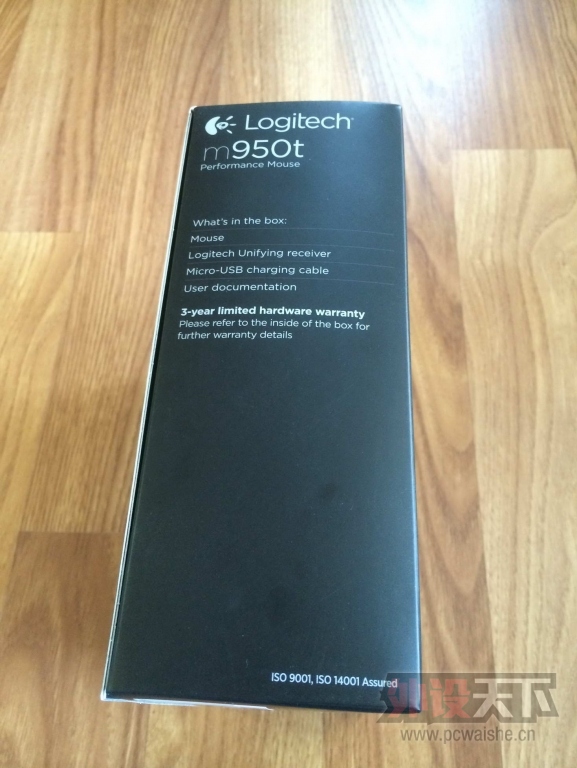 Logitech
m950t
Performance Mouse
What's in the box:
Mouse
Logitech Unifying receiver
Micro-USB charging cable
User documentation
3-year limited hardware warranty
Please refer to the inside of the box for
further warranty details
ISO 9001, ISO 14001 Assured
外设天下
www.pcwaishe.cn